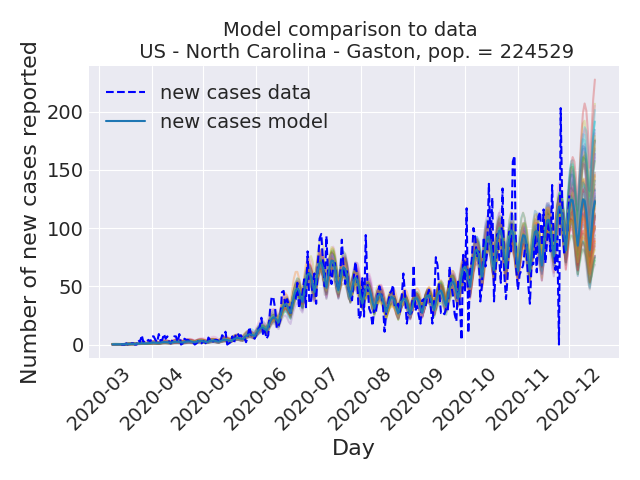 Model comparison to data
US - North Carolina - Gaston, pop. = 224529
Number of new cases reported
200
150
100
50
0
new cases data
new cases model
2020-03
2020-04
2020-05
2020-06
2020-07
2020-08
2020-09
2020-10
2020-11
2020-12
Day